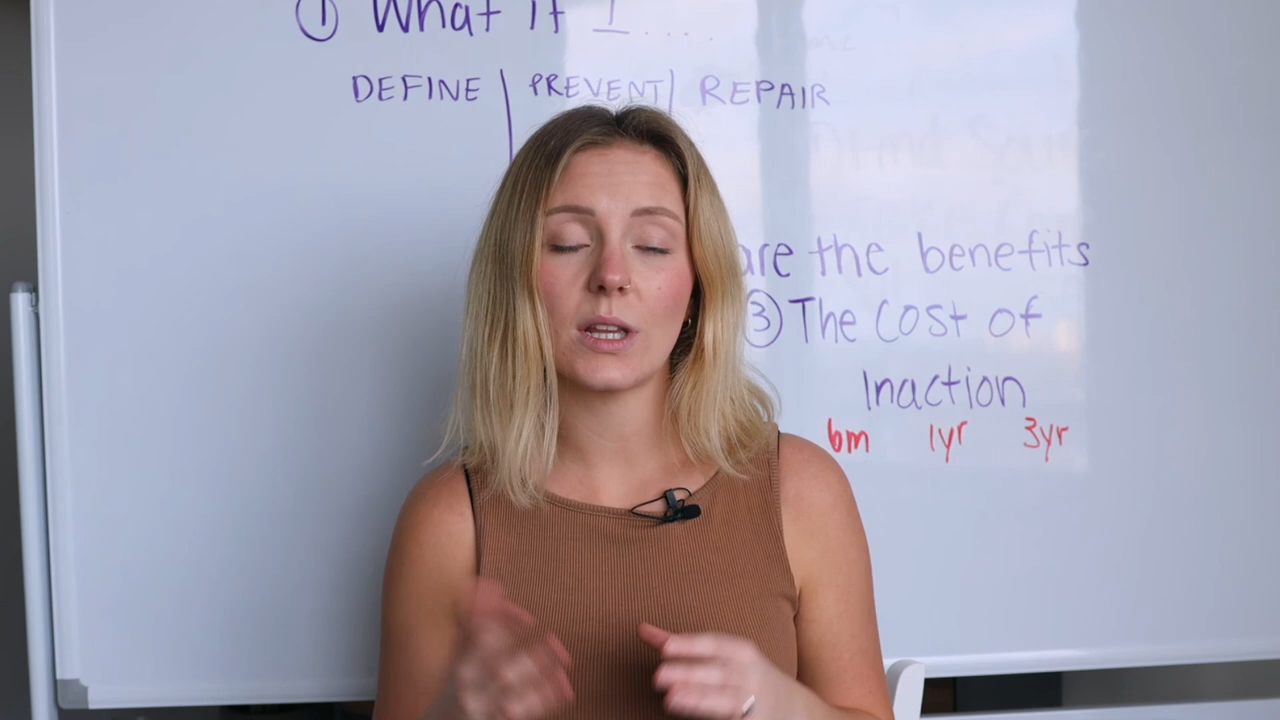 ① What if I....
DEFINE | PREVENT | REPAIR
are the benefits
③ The Cost of
Inaction
6m 1yr 3yr